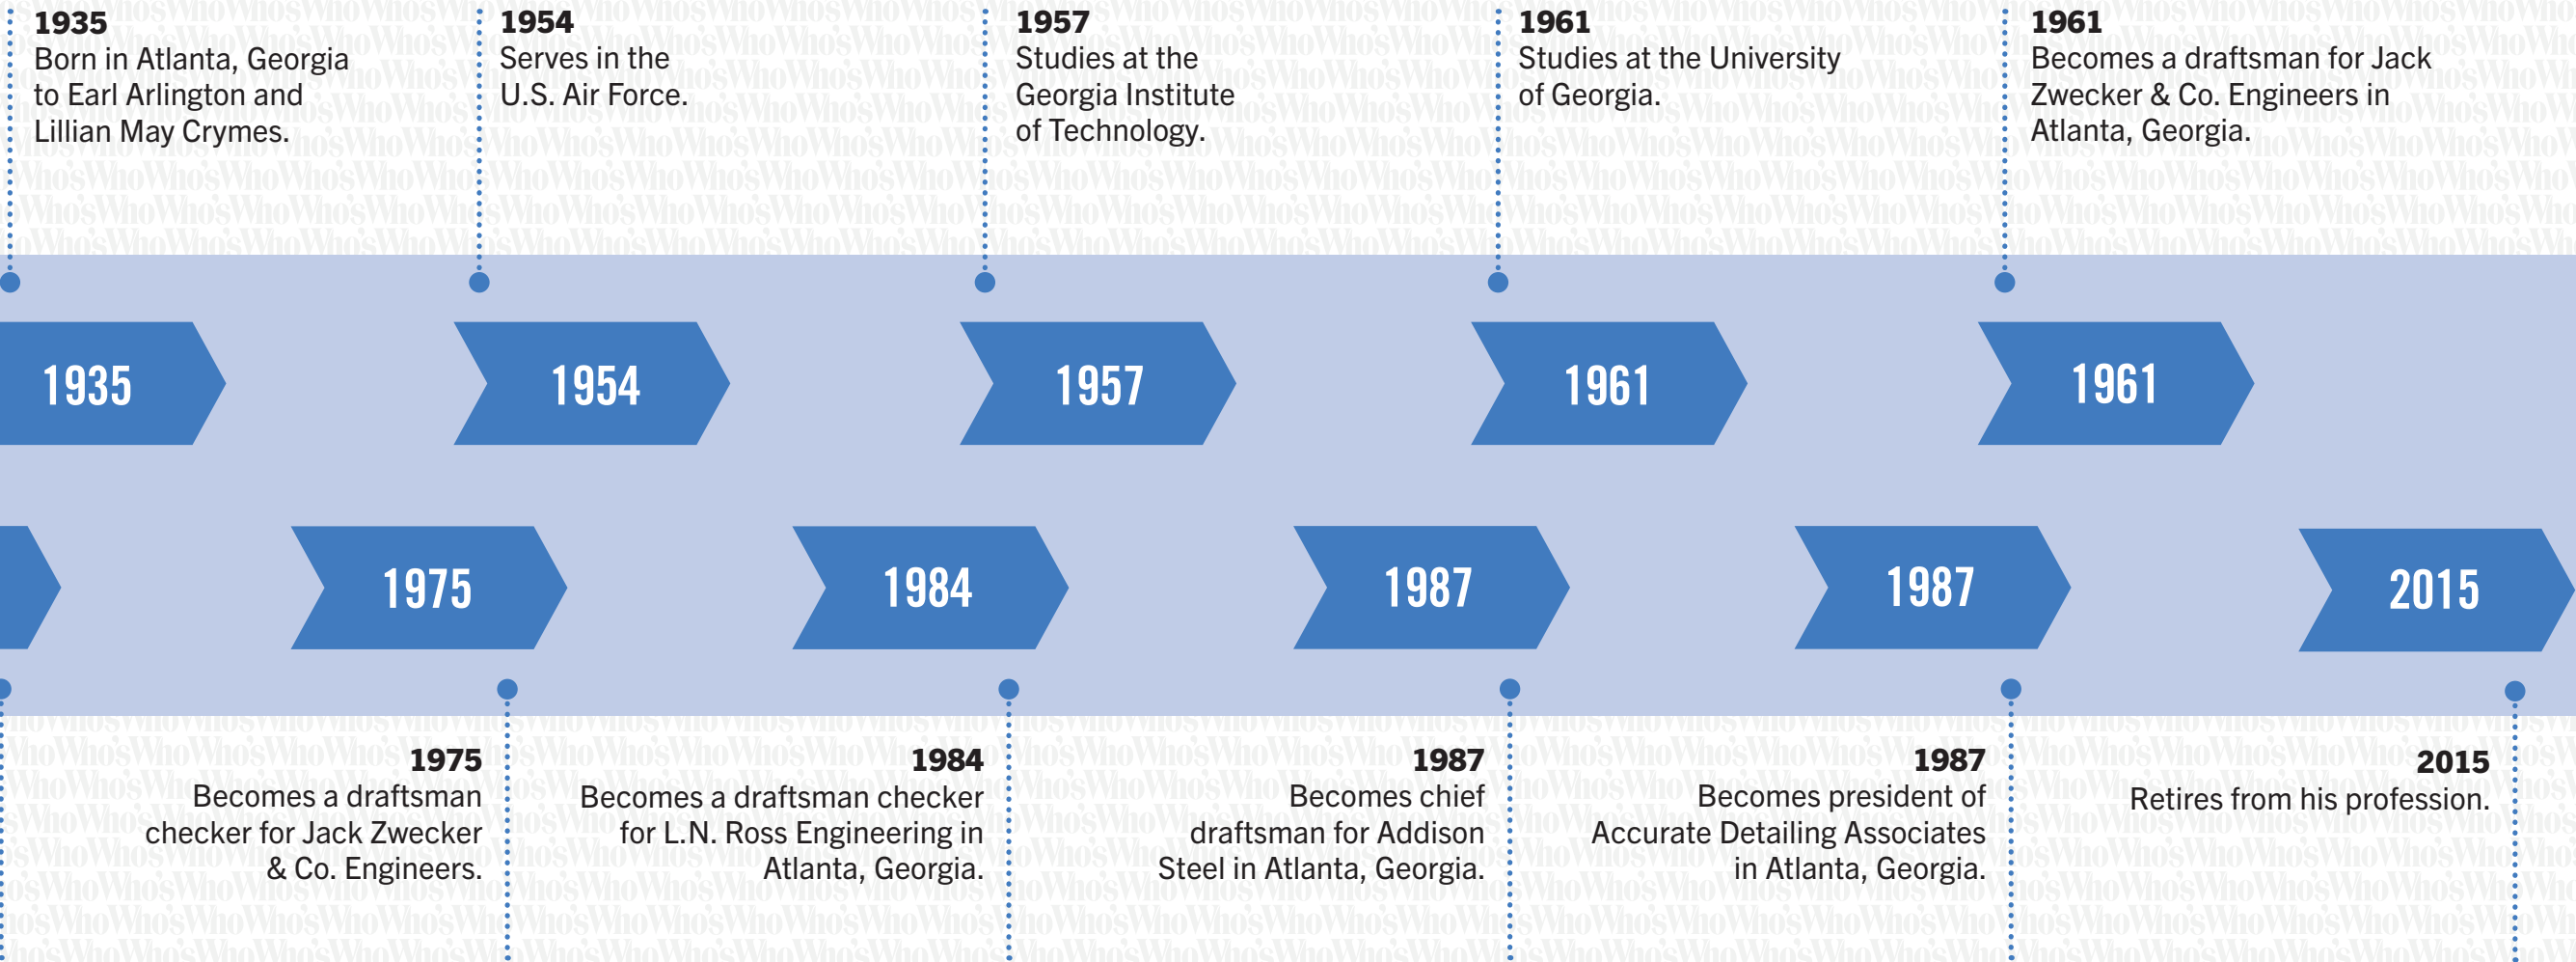 1935
Born in Atlanta, Georgia
to Earl Arlington and
Lillian May Crymes.
1954
Serves in the
U.S. Air Force.
1957
Studies at the
Georgia Institute
of Technology.
1961
Studies at the University
of Georgia.
1961
Becomes a draftsman for Jack
Zwecker & Co. Engineers in
Atlanta, Georgia.
1935
1954
1957
1961
1961
1975
1984
1987
1987
2015
1975
Becomes a draftsman
checker for Jack Zwecker
& Co. Engineers.
1984
Becomes a draftsman checker
for L.N. Ross Engineering in
Atlanta, Georgia.
1987
Becomes chief
draftsman for Addison
Steel in Atlanta, Georgia.
1987
Becomes president of
Accurate Detailing Associates
in Atlanta, Georgia.
2015
Retires from his profession.